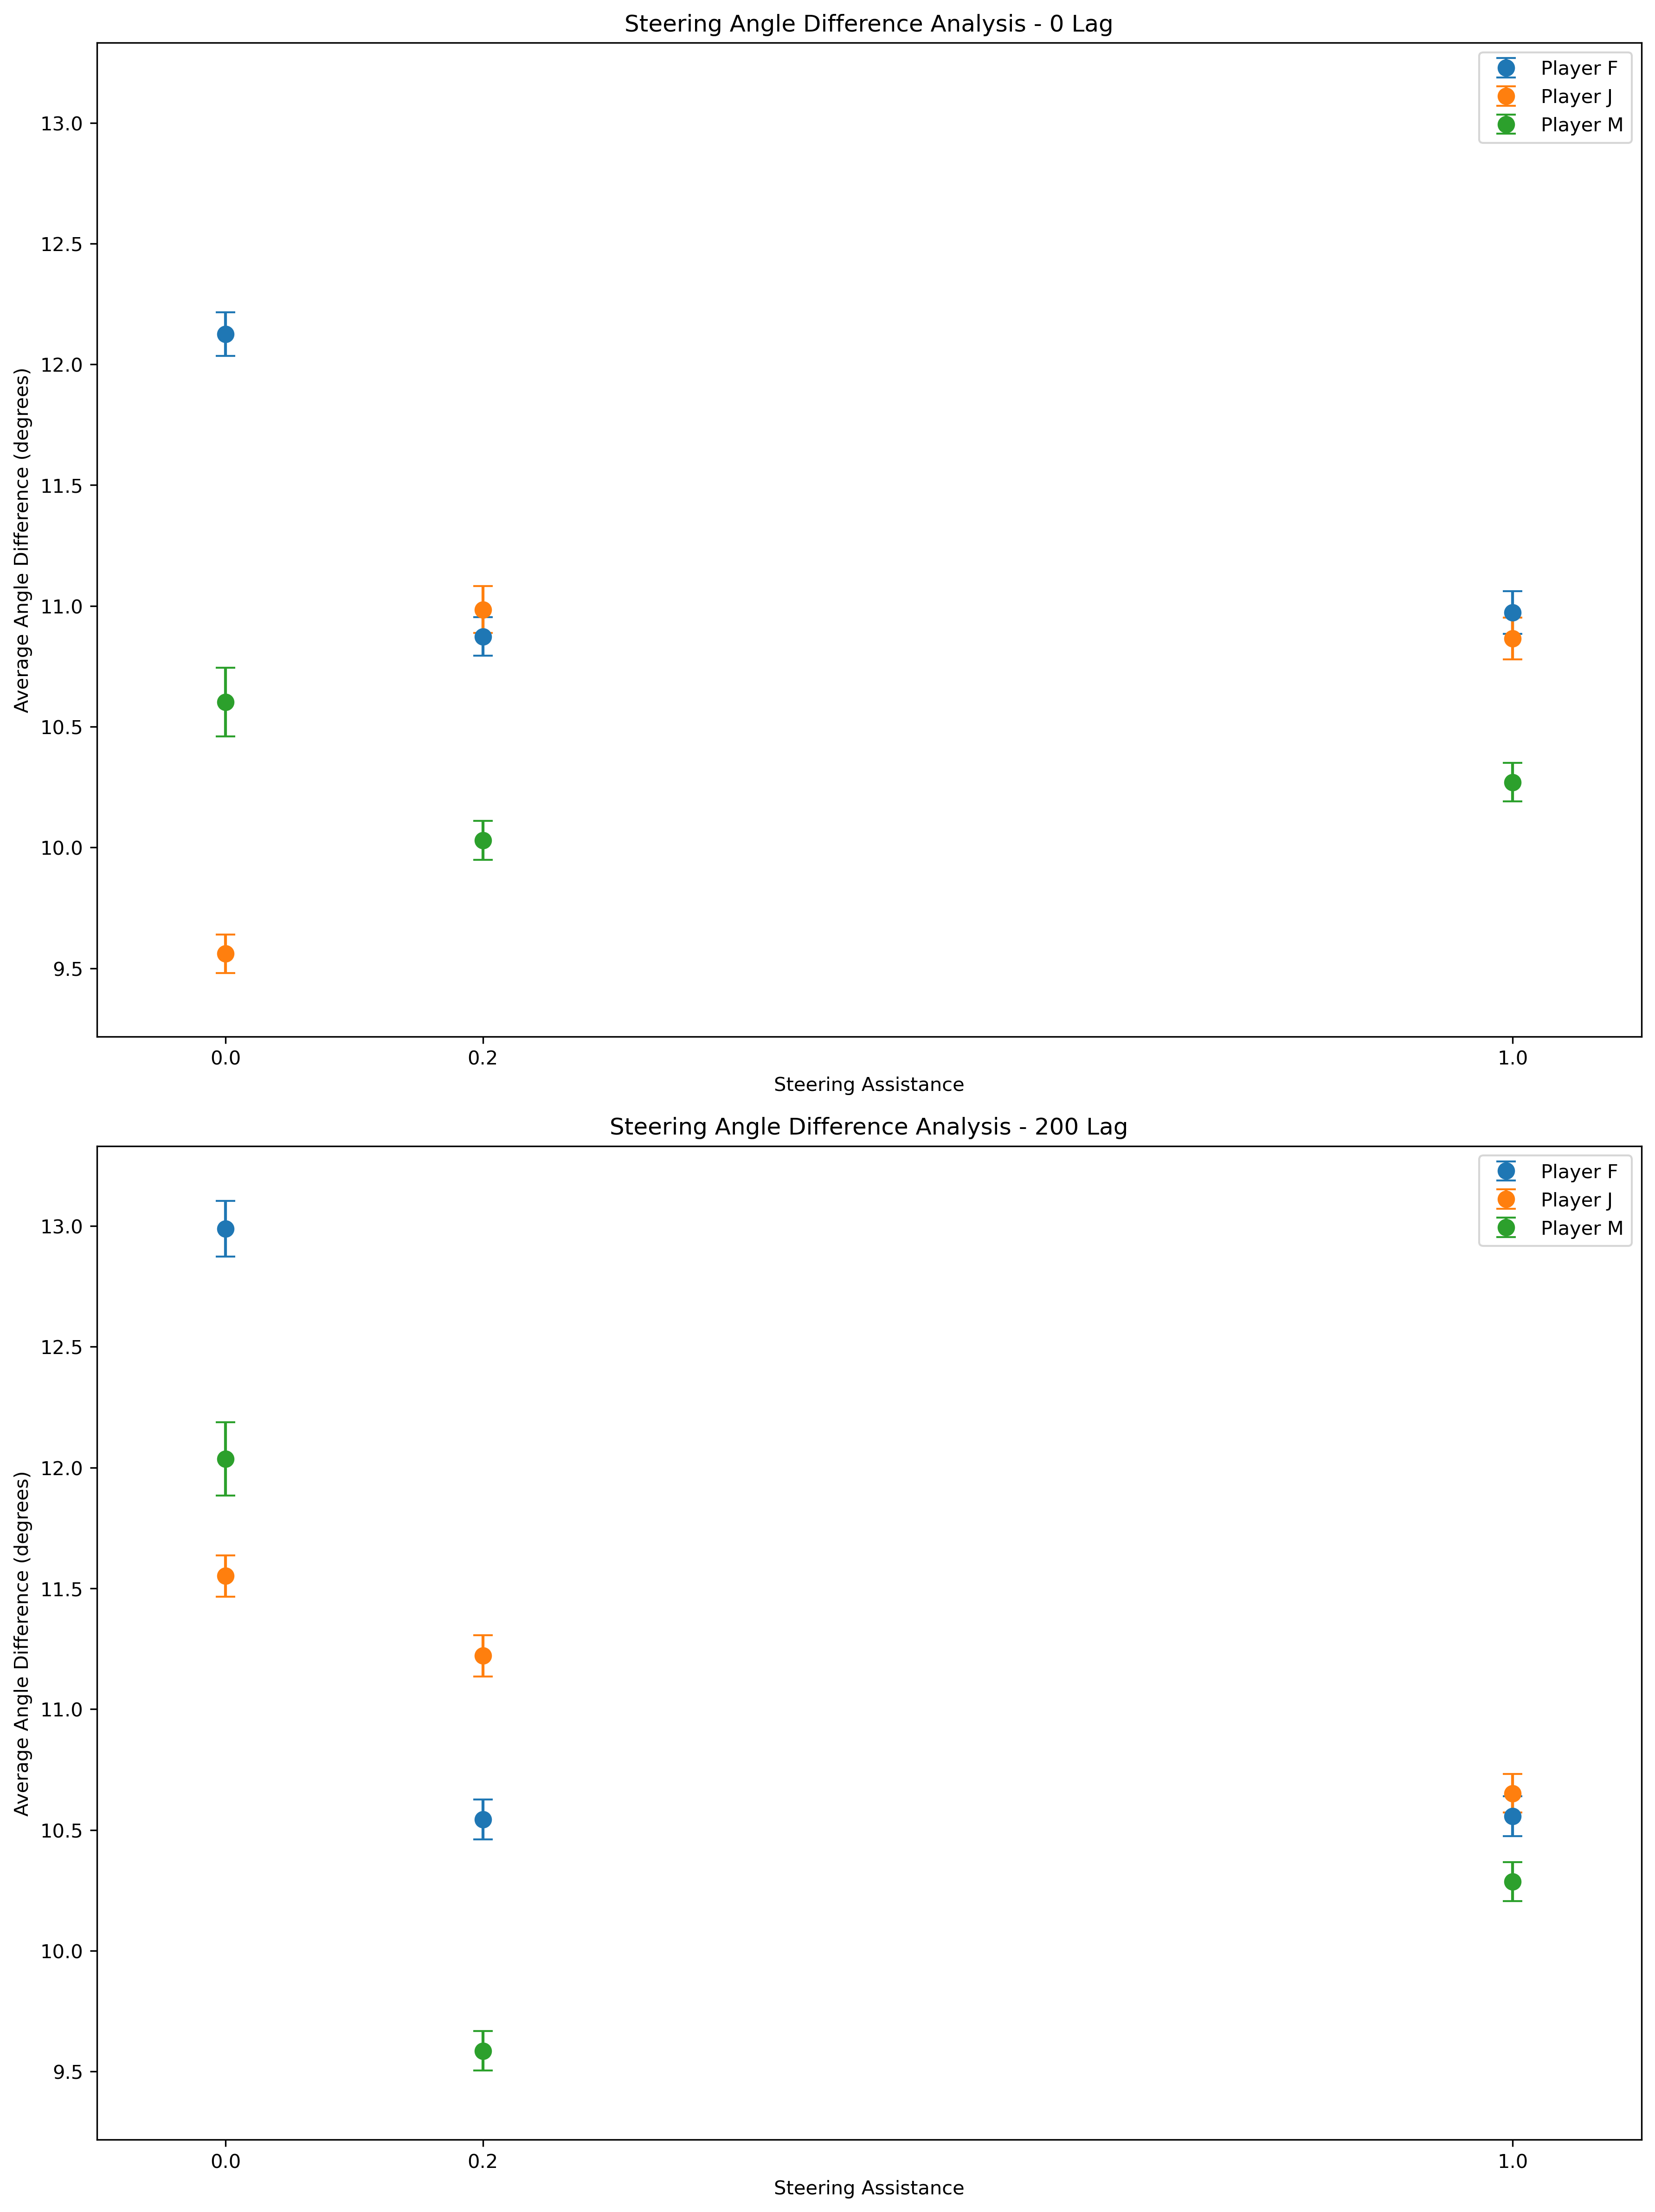 Steering Angle Difference Analysis - 0 Lag
Player F
Player J
Player M
Average Angle Difference (degrees)
13.0
12.5
12.0
11.5
11.0
10.5
10.0
9.5
0.0
0.2
1.0
Steering Assistance
Steering Angle Difference Analysis - 200 Lag
Player F
Player J
Player M
Average Angle Difference (degrees)
13.0
12.5
12.0
11.5
11.0
10.5
10.0
9.5
0.0
0.2
1.0
Steering Assistance